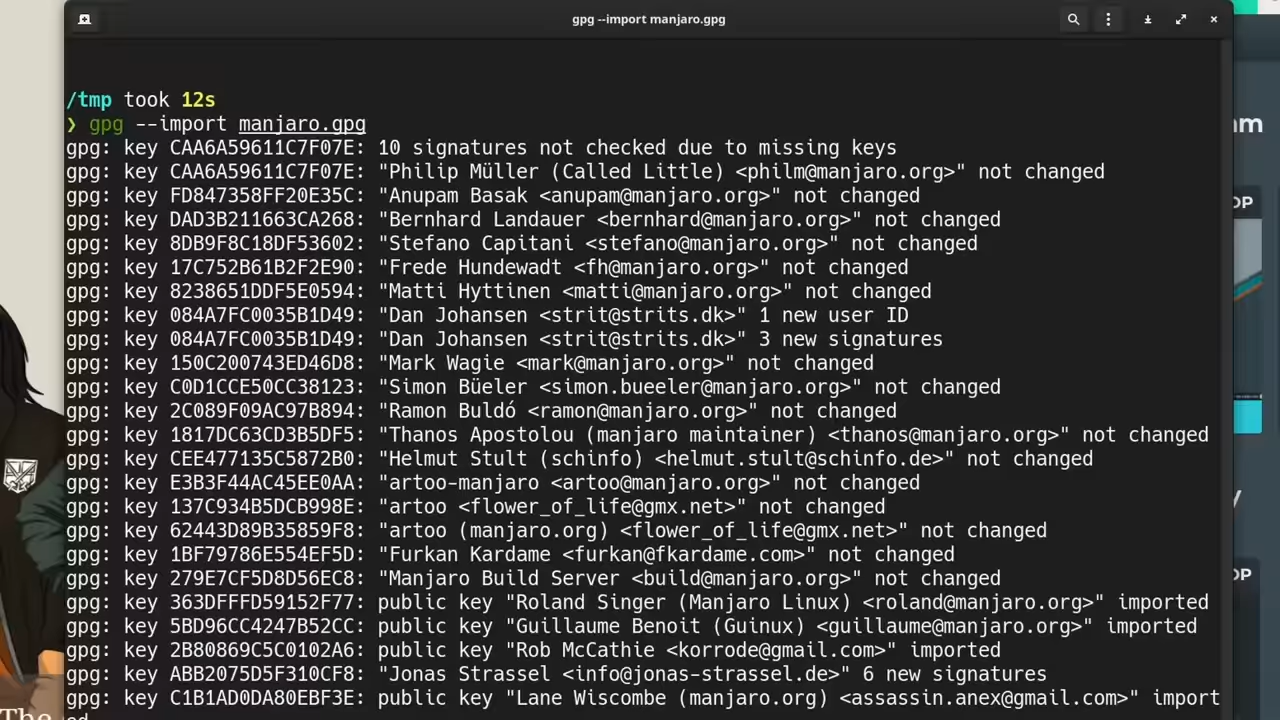 gpg --import manjaro.gpg
/tmp took 12s
❯ gpg --import manjaro.gpg
gpg: key CAA6A59611C7F07E: 10 signatures not checked due to missing keys
gpg: key CAA6A59611C7F07E: "Philip Müller (Called Little) <philm@manjaro.org>" not changed
gpg: key FD847358FF20E35C: "Anupam Basak <anupam@manjaro.org>" not changed
gpg: key DAD3B211663CA268: "Bernhard Landauer <bernhard@manjaro.org>" not changed
gpg: key 8DB9F8C18DF53602: "Stefano Capitani <stefano@manjaro.org>" not changed
gpg: key 17C752B61B2F2E90: "Frede Hundewadt <fh@manjaro.org>" not changed
gpg: key 8238651DDF5E0594: "Matti Hyttinen <matti@manjaro.org>" not changed
gpg: key 084A7FC0035B1D49: "Dan Johansen <strit@strits.dk>" 1 new user ID
gpg: key 084A7FC0035B1D49: "Dan Johansen <strit@strits.dk>" 3 new signatures
gpg: key 150C200743ED46D8: "Mark Wagie <mark@manjaro.org>" not changed
gpg: key C0D1CCE50CC38123: "Simon Büeler <simon.bueeler@manjaro.org>" not changed
gpg: key 2C089F09AC97B894: "Ramon Buldó <ramon@manjaro.org>" not changed
gpg: key 1817DC63CD3B5DF5: "Thanos Apostolou (manjaro maintainer) <thanos@manjaro.org>" not changed
gpg: key CEE477135C5872B0: "Helmut Stult (schinfo) <helmut.stult@schinfo.de>" not changed
gpg: key E3B3F44AC45EE0AA: "artoo-manjaro <artoo@manjaro.org>" not changed
gpg: key 137C934B5DCB998E: "artoo <flower_of_life@gmx.net>" not changed
gpg: key 62443D89B35859F8: "artoo (manjaro.org) <flower_of_life@gmx.net>" not changed
gpg: key 1BF79786E554EF5D: "Furkan Kardame <furkan@fkardame.com>" not changed
gpg: key 279E7CF5D8D56EC8: "Manjaro Build Server <build@manjaro.org>" not changed
gpg: key 363DFFFD59152F77: public key "Roland Singer (Manjaro Linux) <roland@manjaro.org>" imported
gpg: key 5BD96CC4247B52CC: public key "Guillaume Benoit (Guinux) <guillaume@manjaro.org>" imported
gpg: key 2B80869C5C0102A6: public key "Rob McCathie <korrode@gmail.com>" imported
gpg: key ABB2075D5F310CF8: "Jonas Strassel <info@jonas-strassel.de>" 6 new signatures
gpg: key C1B1AD0DA80EBF3E: public key "Lane Wiscombe (manjaro.org) <assassin.anex@gmail.com>" import
ed
The